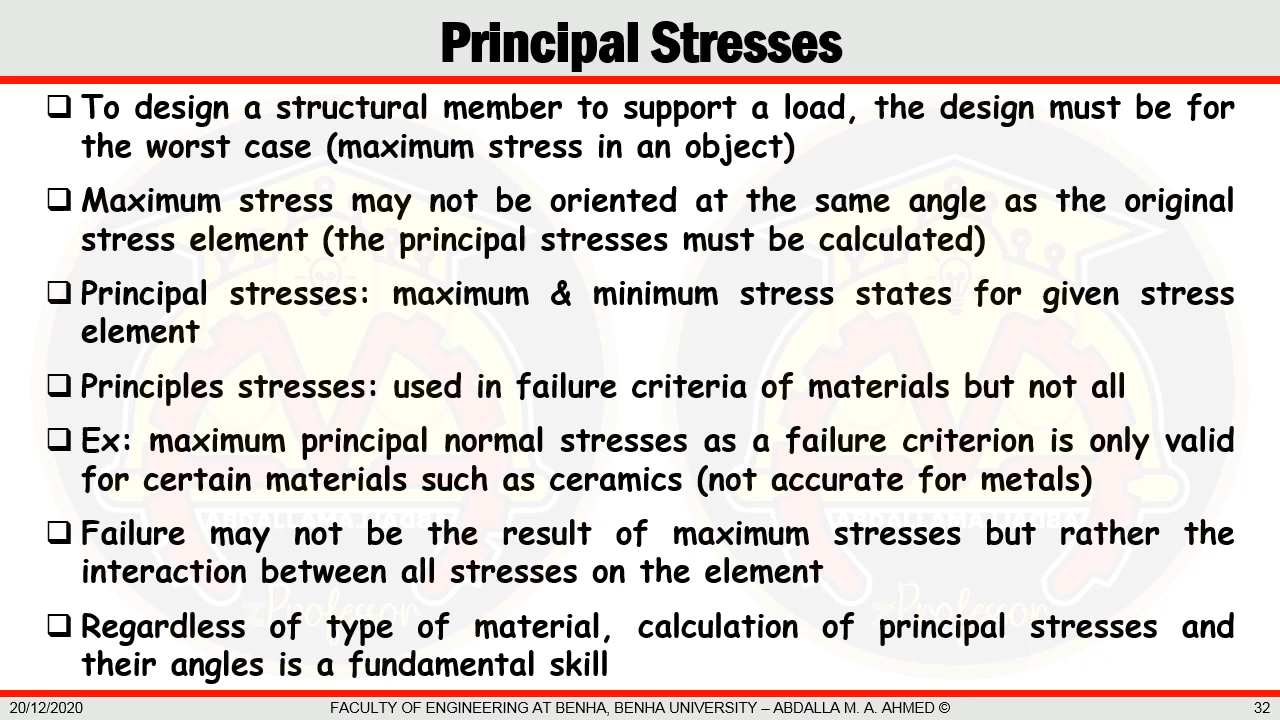 Principal Stresses
❑ To design a structural member to support a load, the design must be for
the worst case (maximum stress in an object)
❑ Maximum stress may not be oriented at the same angle as the original
stress element (the principal stresses must be calculated)
❑ Principal stresses: maximum & minimum stress states for given stress
element
❑ Principles stresses: used in failure criteria of materials but not all
❑ Ex: maximum principal normal stresses as a failure criterion is only valid
for certain materials such as ceramics (not accurate for metals)
❑ Failure may not be the result of maximum stresses but rather the
interaction between all stresses on the element
❑ Regardless of type of material, calculation of principal stresses and
their angles is a fundamental skill
Professor Professor
20/12/2020 FACULTY OF ENGINEERING AT BENHA, BENHA UNIVERSITY – ABDALLA M. A. AHMED © 32